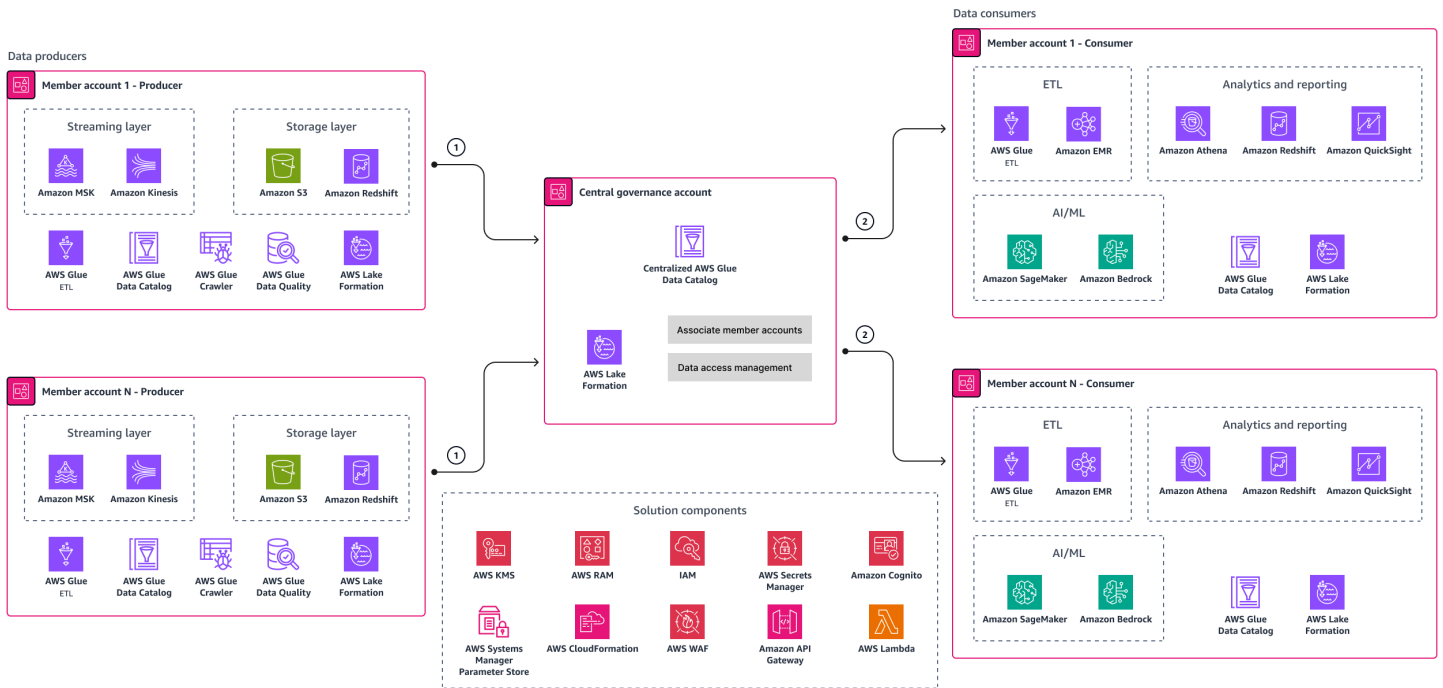 Data producers
Member account 1 - Producer
Streaming layer
Amazon MSK
Amazon Kinesis
Storage layer
Amazon S3
Amazon Redshift
AWS Glue
ETL
AWS Glue
Data Catalog
AWS Glue
Crawler
AWS Glue
Data Quality
AWS Lake
Formation
Member account N - Producer
Streaming layer
Amazon MSK
Amazon Kinesis
Storage layer
Amazon S3
Amazon Redshift
AWS Glue
ETL
AWS Glue
Data Catalog
AWS Glue
Crawler
AWS Glue
Data Quality
AWS Lake
Formation
1
1
Central governance account
Centralized AWS Glue
Data Catalog
AWS Lake
Formation
Associate member accounts
Data access management
2
2
Solution components
AWS KMS
AWS RAM
IAM
AWS Secrets
Manager
Amazon Cognito
AWS Systems
Manager
Parameter Store
AWS CloudFormation
AWS WAF
Amazon API
Gateway
AWS Lambda
Data consumers
Member account 1 - Consumer
ETL
AWS Glue
ETL
Amazon EMR
Analytics and reporting
Amazon Athena
Amazon Redshift
Amazon QuickSight
AI/ML
Amazon SageMaker
Amazon Bedrock
AWS Glue
Data Catalog
AWS Lake
Formation
Member account N - Consumer
ETL
AWS Glue
ETL
Amazon EMR
Analytics and reporting
Amazon Athena
Amazon Redshift
Amazon QuickSight
AI/ML
Amazon SageMaker
Amazon Bedrock
AWS Glue
Data Catalog
AWS Lake
Formation